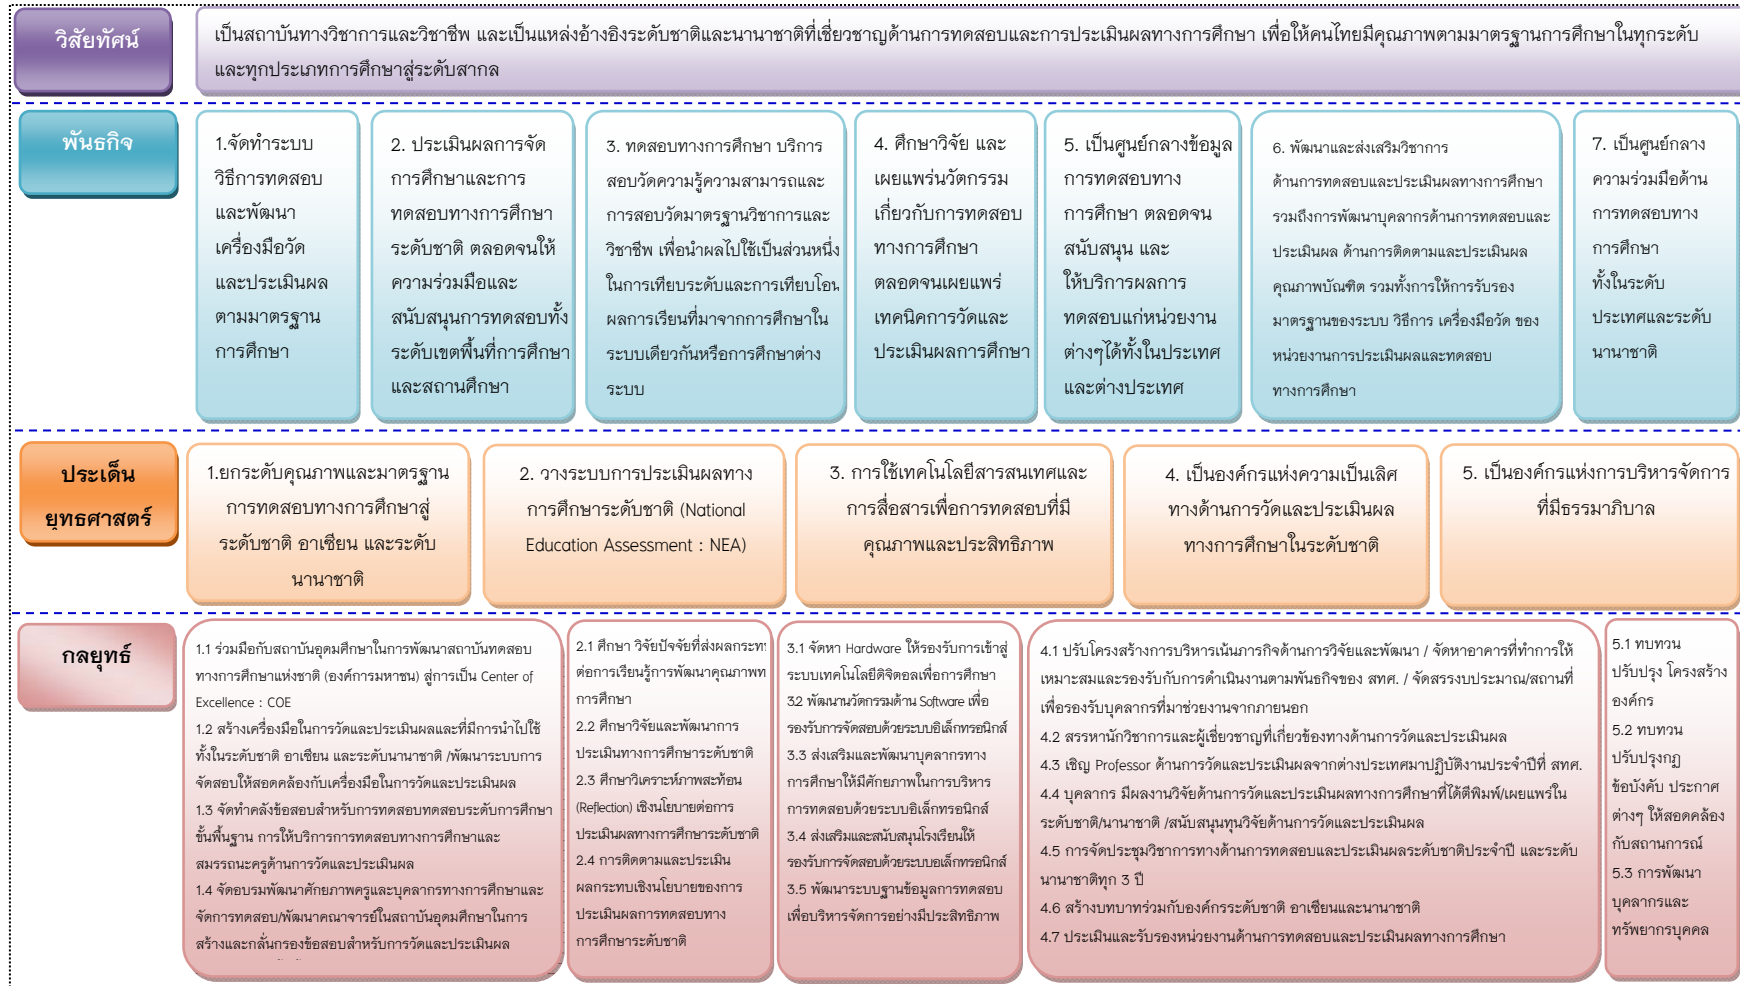 วิสัยทัศน์
เป็นสถาบันทางวิชาการและวิชาชีพ และเป็นแหล่งอ้างอิงระดับชาติและนานาชาติที่เชี่ยวชาญด้านการทดสอบและการประเมินผลทางการศึกษา เพื่อให้คนไทยมีคุณภาพตามมาตรฐานการศึกษาในทุกระดับ
และทุกประเภทการศึกษาสู่ระดับสากล
พันธกิจ
1.จัดทำระบบ
วิธีการทดสอบ
และพัฒนา
เครื่องมือวัด
และประเมินผล
ตามมาตรฐาน
การศึกษา
2. ประเมินผลการจัด
การศึกษาและการ
ทดสอบทางการศึกษา
ระดับชาติ ตลอดจนให้
ความร่วมมือและ
สนับสนุนการทดสอบทั้ง
ระดับเขตพื้นที่การศึกษา
และสถานศึกษา
3. ทดสอบทางการศึกษา บริการ
สอบวัดความรู้ความสามารถและ
การสอบวัดมาตรฐานวิชาการและ
วิชาชีพ เพื่อนำผลไปใช้เป็นส่วนหนึ่ง
ในการเทียบระดับและการเทียบโอน
ผลการเรียนที่มาจากการศึกษาใน
ระบบเดียวกันหรือการศึกษาต่าง
ระบบ
4. ศึกษาวิจัย และ
เผยแพร่นวัตกรรม
เกี่ยวกับการทดสอบ
ทางการศึกษา
ตลอดจนเผยแพร่
เทคนิคการวัดและ
ประเมินผลการศึกษา
5. เป็นศูนย์กลางข้อมูล
การทดสอบทาง
การศึกษา ตลอดจน
สนับสนุน และ
ให้บริการผลการ
ทดสอบแก่หน่วยงาน
ต่างๆได้ทั้งในประเทศ
และต่างประเทศ
6. พัฒนาและส่งเสริมวิชาการ
ด้านการทดสอบและประเมินผลทางการศึกษา
รวมถึงการพัฒนาบุคลากรด้านการทดสอบและ
ประเมินผล ด้านการติดตามและประเมินผล
คุณภาพบัณฑิต รวมทั้งการให้การรับรอง
มาตรฐานของระบบ วิธีการ เครื่องมือวัด ของ
หน่วยงานการประเมินผลและทดสอบ
ทางการศึกษา
7. เป็นศูนย์กลาง
ความร่วมมือด้าน
การทดสอบทาง
การศึกษา
ทั้งในระดับ
ประเทศและระดับ
นานาชาติ
ประเด็น
ยุทธศาสตร์
1.ยกระดับคุณภาพและมาตรฐาน
การทดสอบทางการศึกษาสู่
ระดับชาติ อาเซียน และระดับ
นานาชาติ
2. วางระบบการประเมินผลทาง
การศึกษาระดับชาติ (National
Education Assessment : NEA)
3. การใช้เทคโนโลยีสารสนเทศและ
การสื่อสารเพื่อการทดสอบที่มี
คุณภาพและประสิทธิภาพ
4. เป็นองค์กรแห่งความเป็นเลิศ
ทางด้านการวัดและประเมินผล
ทางการศึกษาในระดับชาติ
5. เป็นองค์กรแห่งการบริหารจัดการ
ที่มีธรรมาภิบาล
กลยุทธ์
1.1 ร่วมมือกับสถาบันอุดมศึกษาในการพัฒนาสถาบันทดสอบ
ทางการศึกษาแห่งชาติ (องค์การมหาชน) สู่การเป็น Center of
Excellence : COE
1.2 สร้างเครื่องมือในการวัดและประเมินผลและที่มีการนำไปใช้
ทั้งในระดับชาติ อาเซียน และระดับนานาชาติ /พัฒนาระบบการ
จัดสอบให้สอดคล้องกับเครื่องมือในการวัดและประเมินผล
1.3 จัดทำคลังข้อสอบสำหรับการทดสอบทดสอบระดับการศึกษา
ขั้นพื้นฐาน การให้บริการการทดสอบทางการศึกษาและ
สมรรถนะครูด้านการวัดและประเมินผล
1.4 จัดอบรมพัฒนาศักยภาพครูและบุคลากรทางการศึกษาและ
จัดการทดสอบ/พัฒนาคณาจารย์ในสถาบันอุดมศึกษาในการ
สร้างและกลั่นกรองข้อสอบสำหรับการวัดและประเมินผล
2.1 ศึกษา วิจัยปัจจัยที่ส่งผลกระท
ต่อการเรียนรู้การพัฒนาคุณภาพท
การศึกษา
2.2 ศึกษาวิจัยและพัฒนาการ
ประเมินทางการศึกษาระดับชาติ
2.3 ศึกษาวิเคราะห์ภาพสะท้อน
(Reflection) เชิงนโยบายต่อการ
ประเมินผลทางการศึกษาระดับชาติ
2.4 การติดตามและประเมิน
ผลกระทบเชิงนโยบายของการ
ประเมินผลการทดสอบทาง
การศึกษาระดับชาติ
3.1 จัดหา Hardware ให้รองรับการเข้าสู่
ระบบเทคโนโลยีดิจิตอลเพื่อการศึกษา
32 พัฒนานวัตกรรมด้าน Software เพื่อ
รองรับการจัดสอบด้วยระบบอิเล็กทรอนิกส์
3.3 ส่งเสริมและพัฒนาบุคลากรทาง
การศึกษาให้มีศักยภาพในการบริหาร
การทดสอบด้วยระบบอิเล็กทรอนิกส์
3.4 ส่งเสริมและสนับสนุนโรงเรียนให้
รองรับการจัดสอบด้วยระบบอเล็กทรอนิกส์
3.5 พัฒนาระบบฐานข้อมูลการทดสอบ
เพื่อบริหารจัดการอย่างมีประสิทธิภาพ
4.1 ปรับโครงสร้างการบริหารเน้นภารกิจด้านการวิจัยและพัฒนา / จัดหาอาคารที่ทำการให้
เหมาะสมและรองรับกับการดำเนินงานตามพันธกิจของ สทศ. / จัดสรรงบประมาณ/สถานที่
เพื่อรองรับบุคลากรที่มาช่วยงานจากภายนอก
4.2 สรรหานักวิชาการและผู้เชี่ยวชาญที่เกี่ยวข้องทางด้านการวัดและประเมินผล
4.3 เชิญ Professor ด้านการวัดและประเมินผลจากต่างประเทศมาปฏิบัติงานประจำปีที่ สทศ.
4.4 บุคลากร มีผลงานวิจัยด้านการวัดและประเมินผลทางการศึกษาที่ได้ตีพิมพ์/เผยแพร่ใน
ระดับชาติ/นานาชาติ /สนับสนุนทุนวิจัยด้านการวัดและประเมินผล
4.5 การจัดประชุมวิชาการทางด้านการทดสอบและประเมินผลระดับชาติประจำปี และระดับ
นานาชาติทุก 3 ปี
4.6 สร้างบทบาทร่วมกับองค์กรระดับชาติ อาเซียนและนานาชาติ
4.7 ประเมินและรับรองหน่วยงานด้านการทดสอบและประเมินผลทางการศึกษา
5.1 ทบทวน
ปรับปรุง โครงสร้าง
องค์กร
5.2 ทบทวน
ปรับปรุงกฎ
ข้อบังคับ ประกาศ
ต่างๆ ให้สอดคล้อง
กับสถานการณ์
5.3 การพัฒนา
บุคลากรและ
ทรัพยากรบุคคล